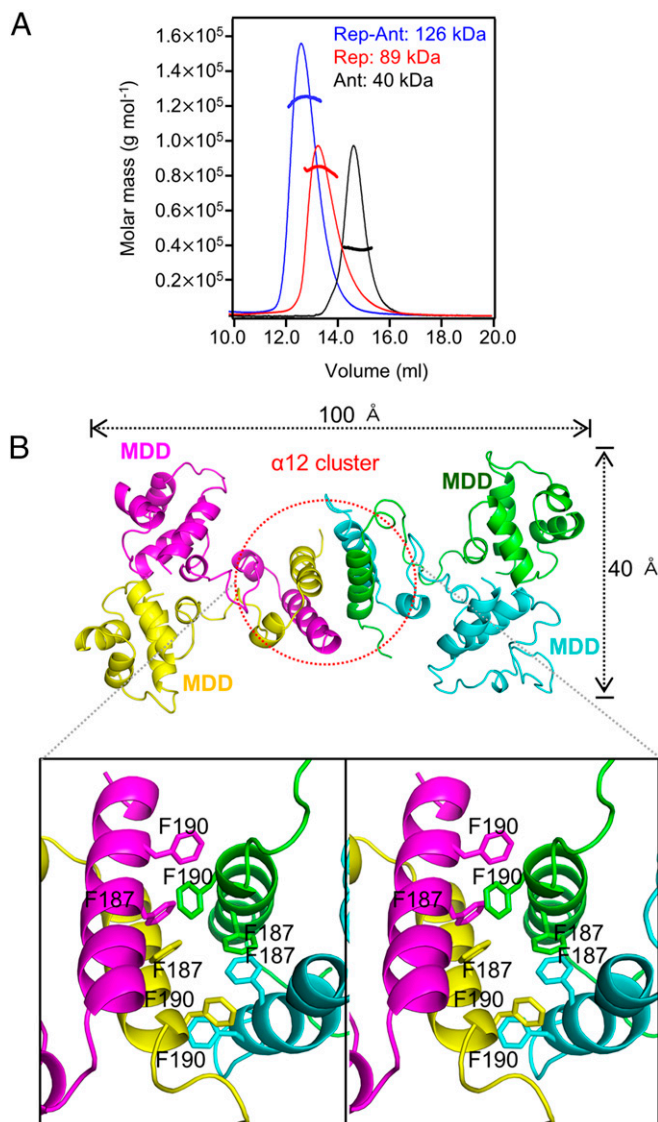 A
Rep-Ant: 126 kDa
Rep: 89 kDa
Ant: 40 kDa
Molar mass (g mol⁻¹)
1.6×10⁵
1.4×10⁵
1.2×10⁵
1.0×10⁵
0.8×10⁵
0.6×10⁵
0.4×10⁵
0.2×10⁵
10.0 12.0 14.0 16.0 18.0 20.0
Volume (ml)
B
100 Å
MDD
α12 cluster
MDD
40 Å
MDD
MDD
F190
F190
F187
F187
F187
F187
F190
F190
F190
F190
F187
F187
F187
F187
F190
F190